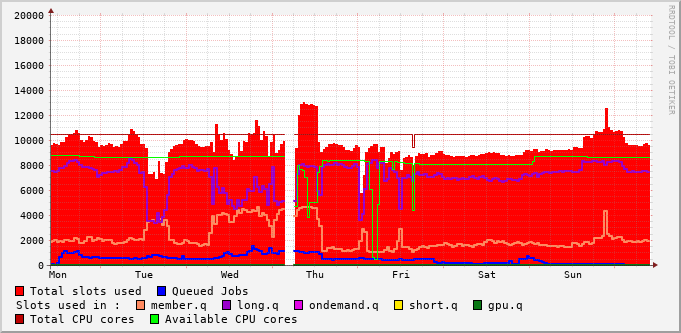 20000
18000
16000
14000
12000
10000
8000
6000
4000
2000
0
Mon Tue Wed Thu Fri Sat Sun
RRDTOOL / TOBI OETIKER
Total slots used Queued Jobs
Slots used in : member.q long.q ondemand.q short.q gpu.q
Total CPU cores Available CPU cores